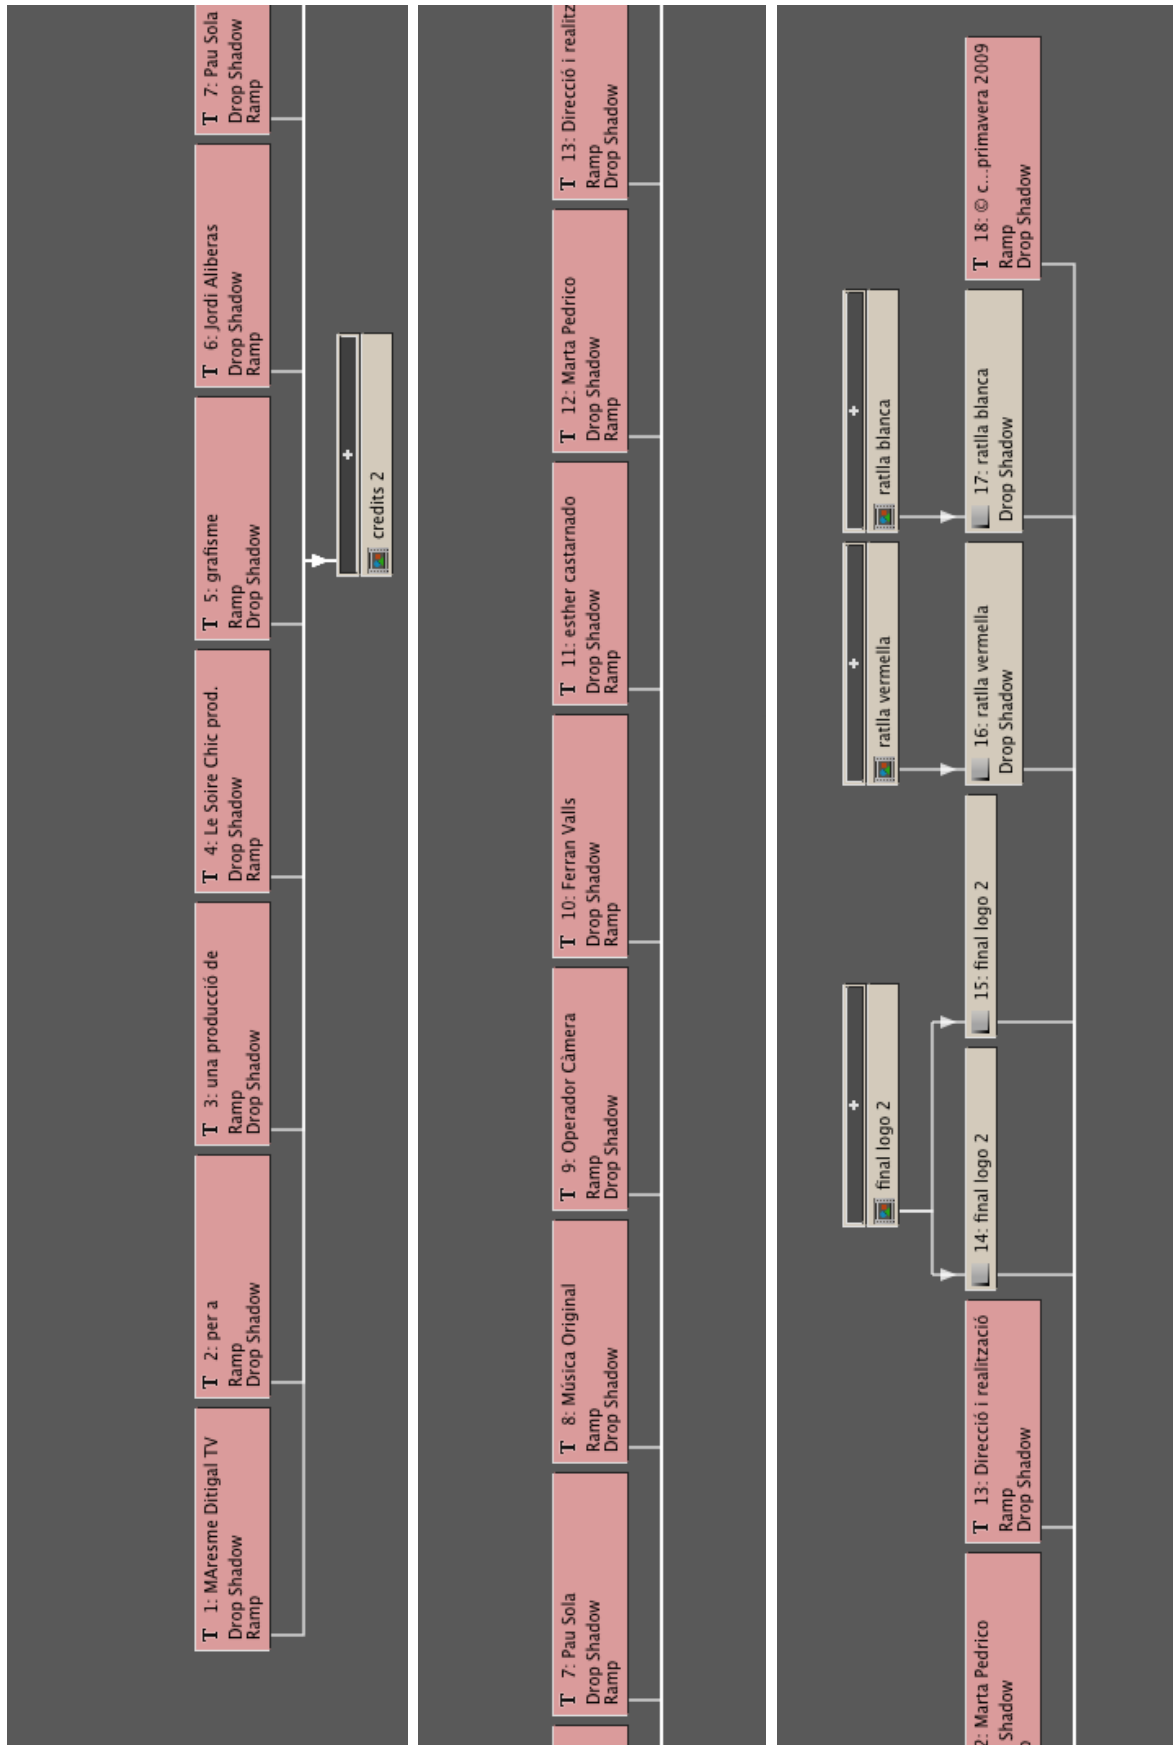 T 1: MAresme Ditigal TV
Drop Shadow
Ramp
T 2: per a
Ramp
Drop Shadow
T 3: una producció de
Ramp
Drop Shadow
T 4: Le Soire Chic prod.
Drop Shadow
Ramp
T 5: grafisme
Ramp
Drop Shadow
T 6: Jordi Aliberas
Drop Shadow
Ramp
T 7: Pau Sola
Drop Shadow
Ramp
credits 2
T 7: Pau Sola
Drop Shadow
Ramp
T 8: Música Original
Ramp
Drop Shadow
T 9: Operador Càmera
Ramp
Drop Shadow
T 10: Ferran Valls
Drop Shadow
Ramp
T 11: esther castarnado
Drop Shadow
Ramp
T 12: Marta Pedrico
Drop Shadow
Ramp
T 13: Direcció i realitz
Ramp
Drop Shadow
final logo 2
ratlla vermella
ratlla blanca
2: Marta Pedrico
Shadow
T 13: Direcció i realització
Ramp
Drop Shadow
14: final logo 2
15: final logo 2
16: ratlla vermella
Drop Shadow
17: ratlla blanca
Drop Shadow
T 18: © c...primavera 2009
Ramp
Drop Shadow